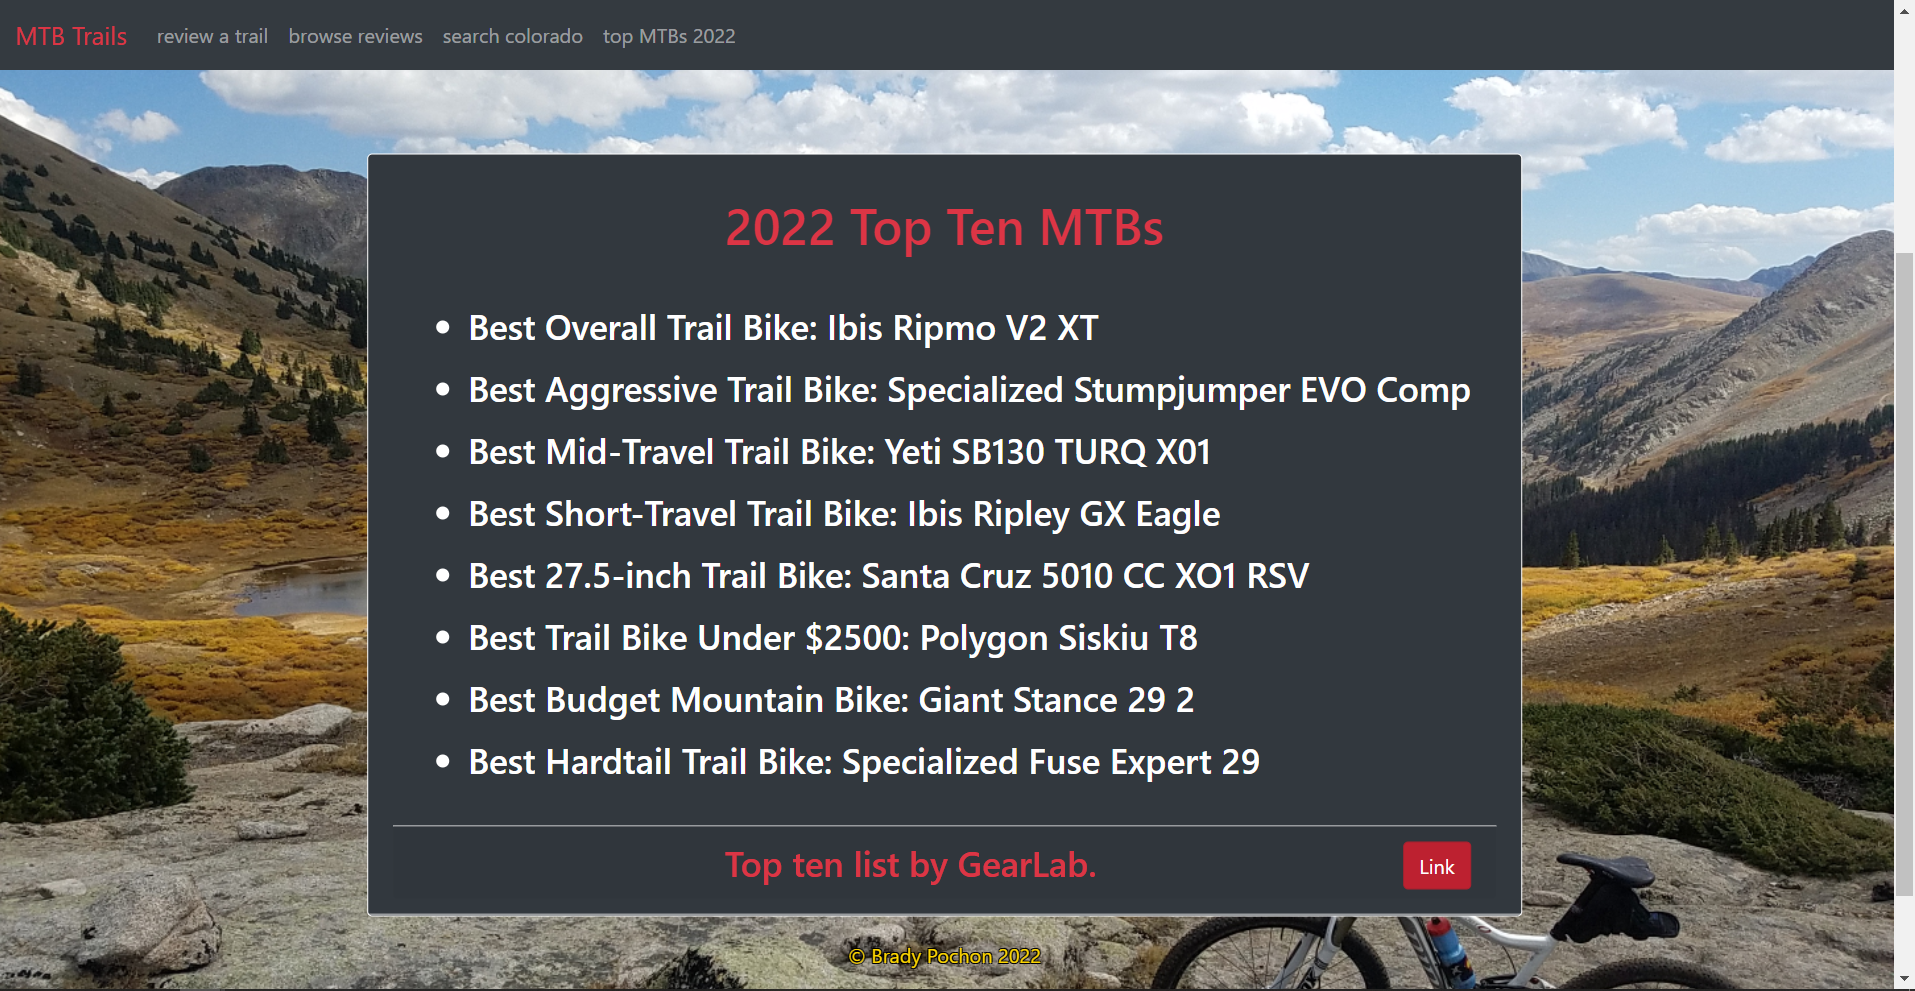 MTB Trails review a trail browse reviews search colorado top MTBs 2022
2022 Top Ten MTBs
Best Overall Trail Bike: Ibis Ripmo V2 XT
Best Aggressive Trail Bike: Specialized Stumpjumper EVO Comp
Best Mid-Travel Trail Bike: Yeti SB130 TURQ X01
Best Short-Travel Trail Bike: Ibis Ripley GX Eagle
Best 27.5-inch Trail Bike: Santa Cruz 5010 CC XO1 RSV
Best Trail Bike Under $2500: Polygon Siskiu T8
Best Budget Mountain Bike: Giant Stance 29 2
Best Hardtail Trail Bike: Specialized Fuse Expert 29
Top ten list by GearLab. Link
© Brady Pochon 2022